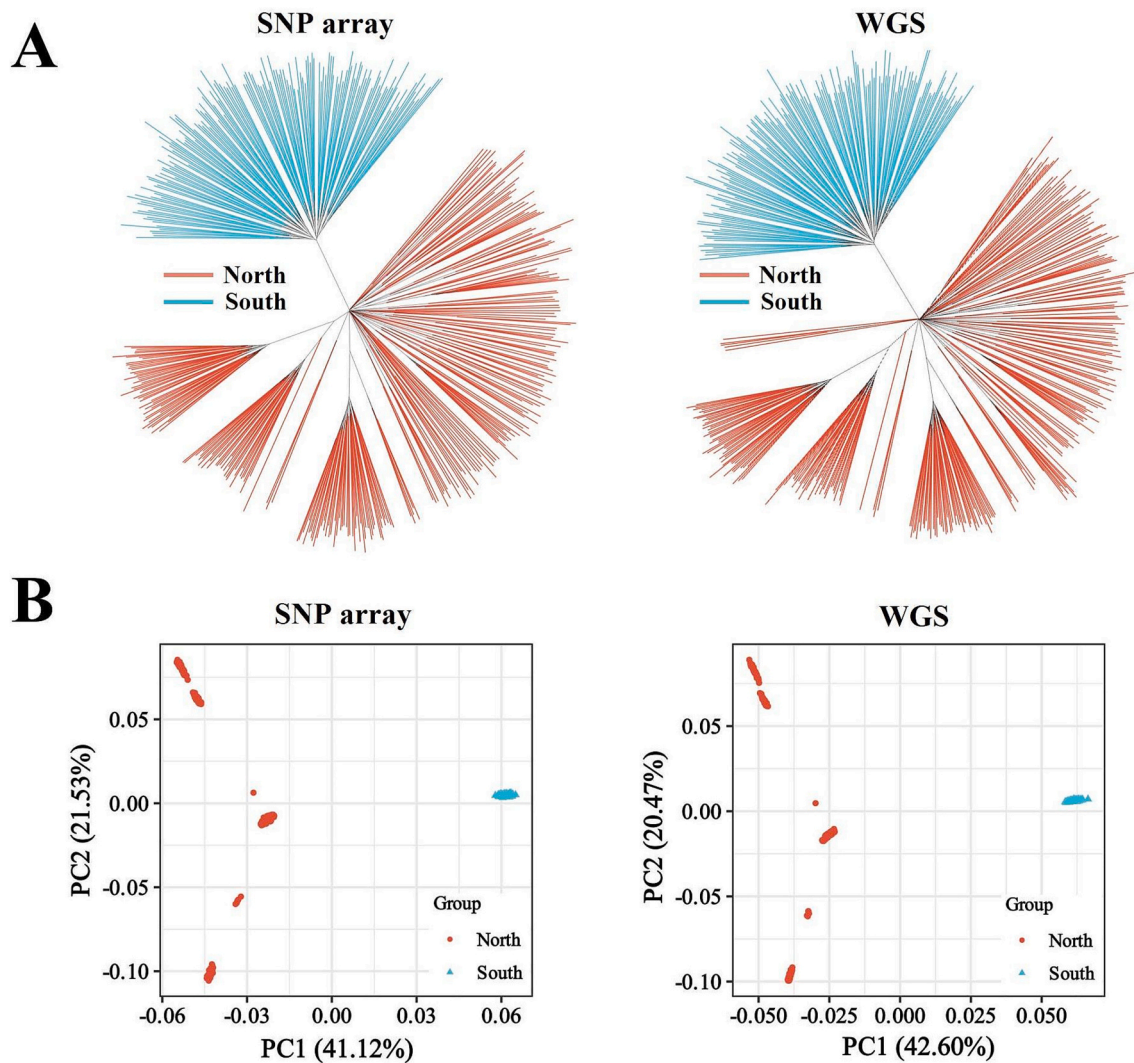 A
SNP array
WGS
North
South
North
South
B
SNP array
WGS
PC2 (21.53%)
0.05
0.00
-0.05
-0.10
Group
North
South
-0.06
-0.03
0.00
0.03
0.06
PC1 (41.12%)
PC2 (20.47%)
0.05
0.00
-0.05
-0.10
Group
North
South
-0.050
-0.025
0.000
0.025
0.050
PC1 (42.60%)